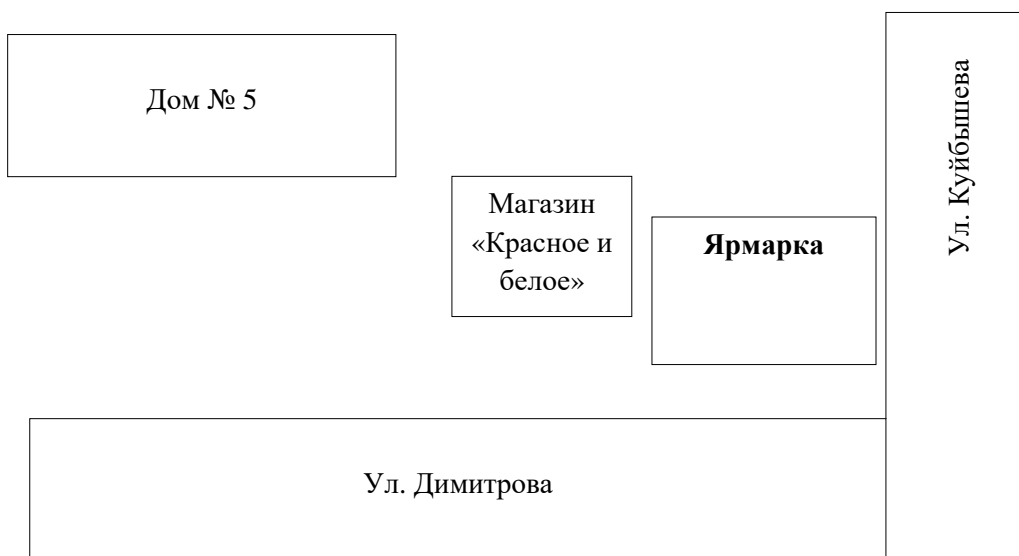 Дом № 5
Магазин
«Красное и
белое»
Ярмарка
Ул. Куйбышева
Ул. Димитрова